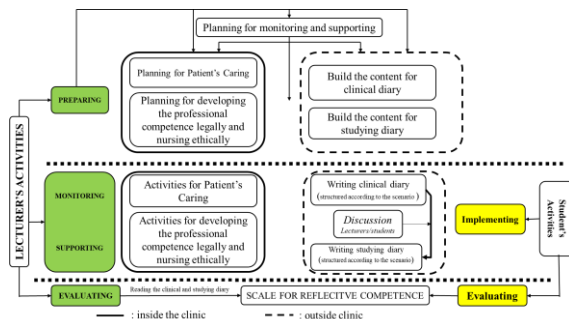 Planning for monitoring and supporting
Planning for Patient's Caring
Planning for developing
the professional
competence legally and
nursing ethically
Build the content for
clinical diary
Build the content for
studying diary
PREPARING
LECTURER'S ACTIVITIES
MONITORING
SUPPORTING
Activities for Patient's
Caring
Activities for developing
the professional
competence legally and
nursing ethically
Writing clinical diary
(structured according to the scenario)
Discussion
Lecturers/students
Writing studying diary
(structured according to the scenario)
Implementing
Student's
Activities
EVALUATING
Reading the clinical and studying diary
SCALE FOR REFLECITVE COMPETENCE
Evaluating
: inside the clinic
: outside clinic